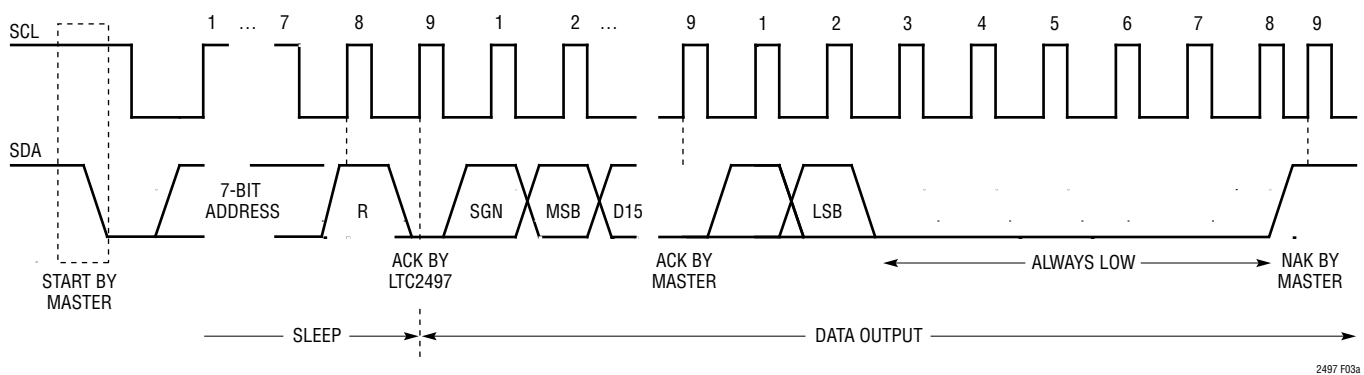 SCL
1 … 7 8 9 1 2 … 9 1 2 3 4 5 6 7 8 9
SDA
7-BIT
ADDRESS
R
SGN
MSB
D15
LSB
START BY
MASTER
ACK BY
LTC2497
ACK BY
MASTER
ALWAYS LOW
NAK BY
MASTER
SLEEP
DATA OUTPUT
2497 F03a